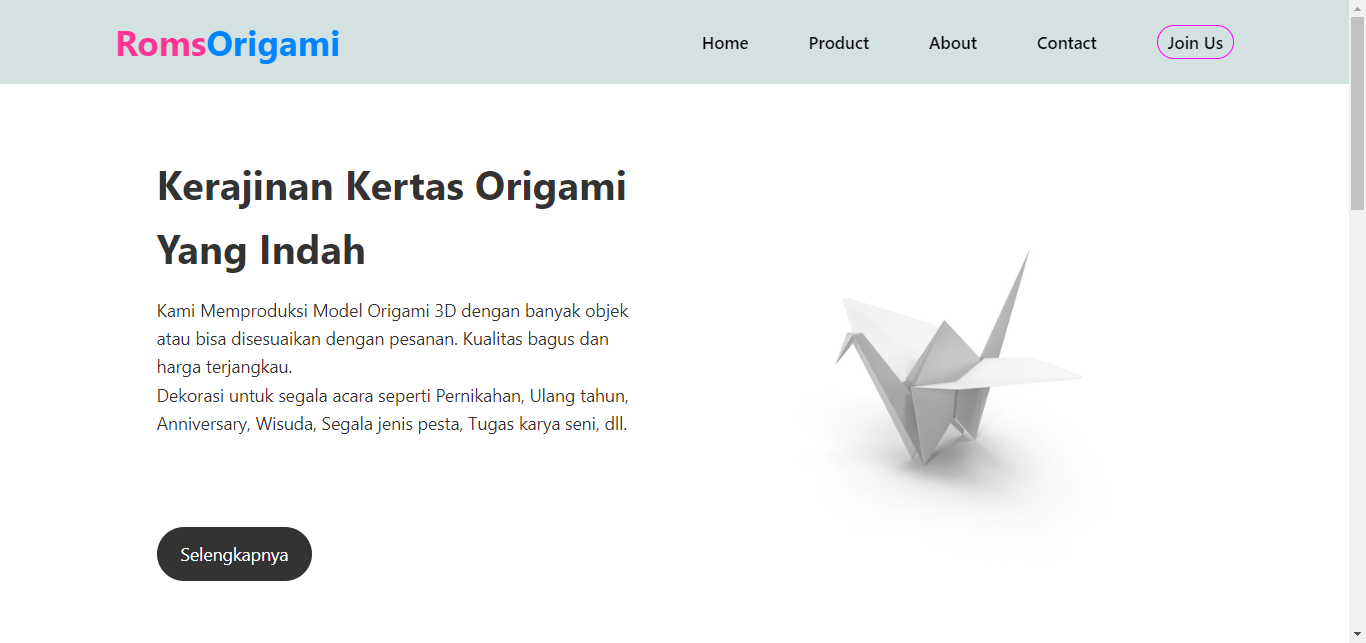 RomsOrigami
Home Product About Contact Join Us
Kerajinan Kertas Origami
Yang Indah
Kami Memproduksi Model Origami 3D dengan banyak objek
atau bisa disesuaikan dengan pesanan. Kualitas bagus dan
harga terjangkau.
Dekorasi untuk segala acara seperti Pernikahan, Ulang tahun,
Anniversary, Wisuda, Segala jenis pesta, Tugas karya seni, dll.
Selengkapnya